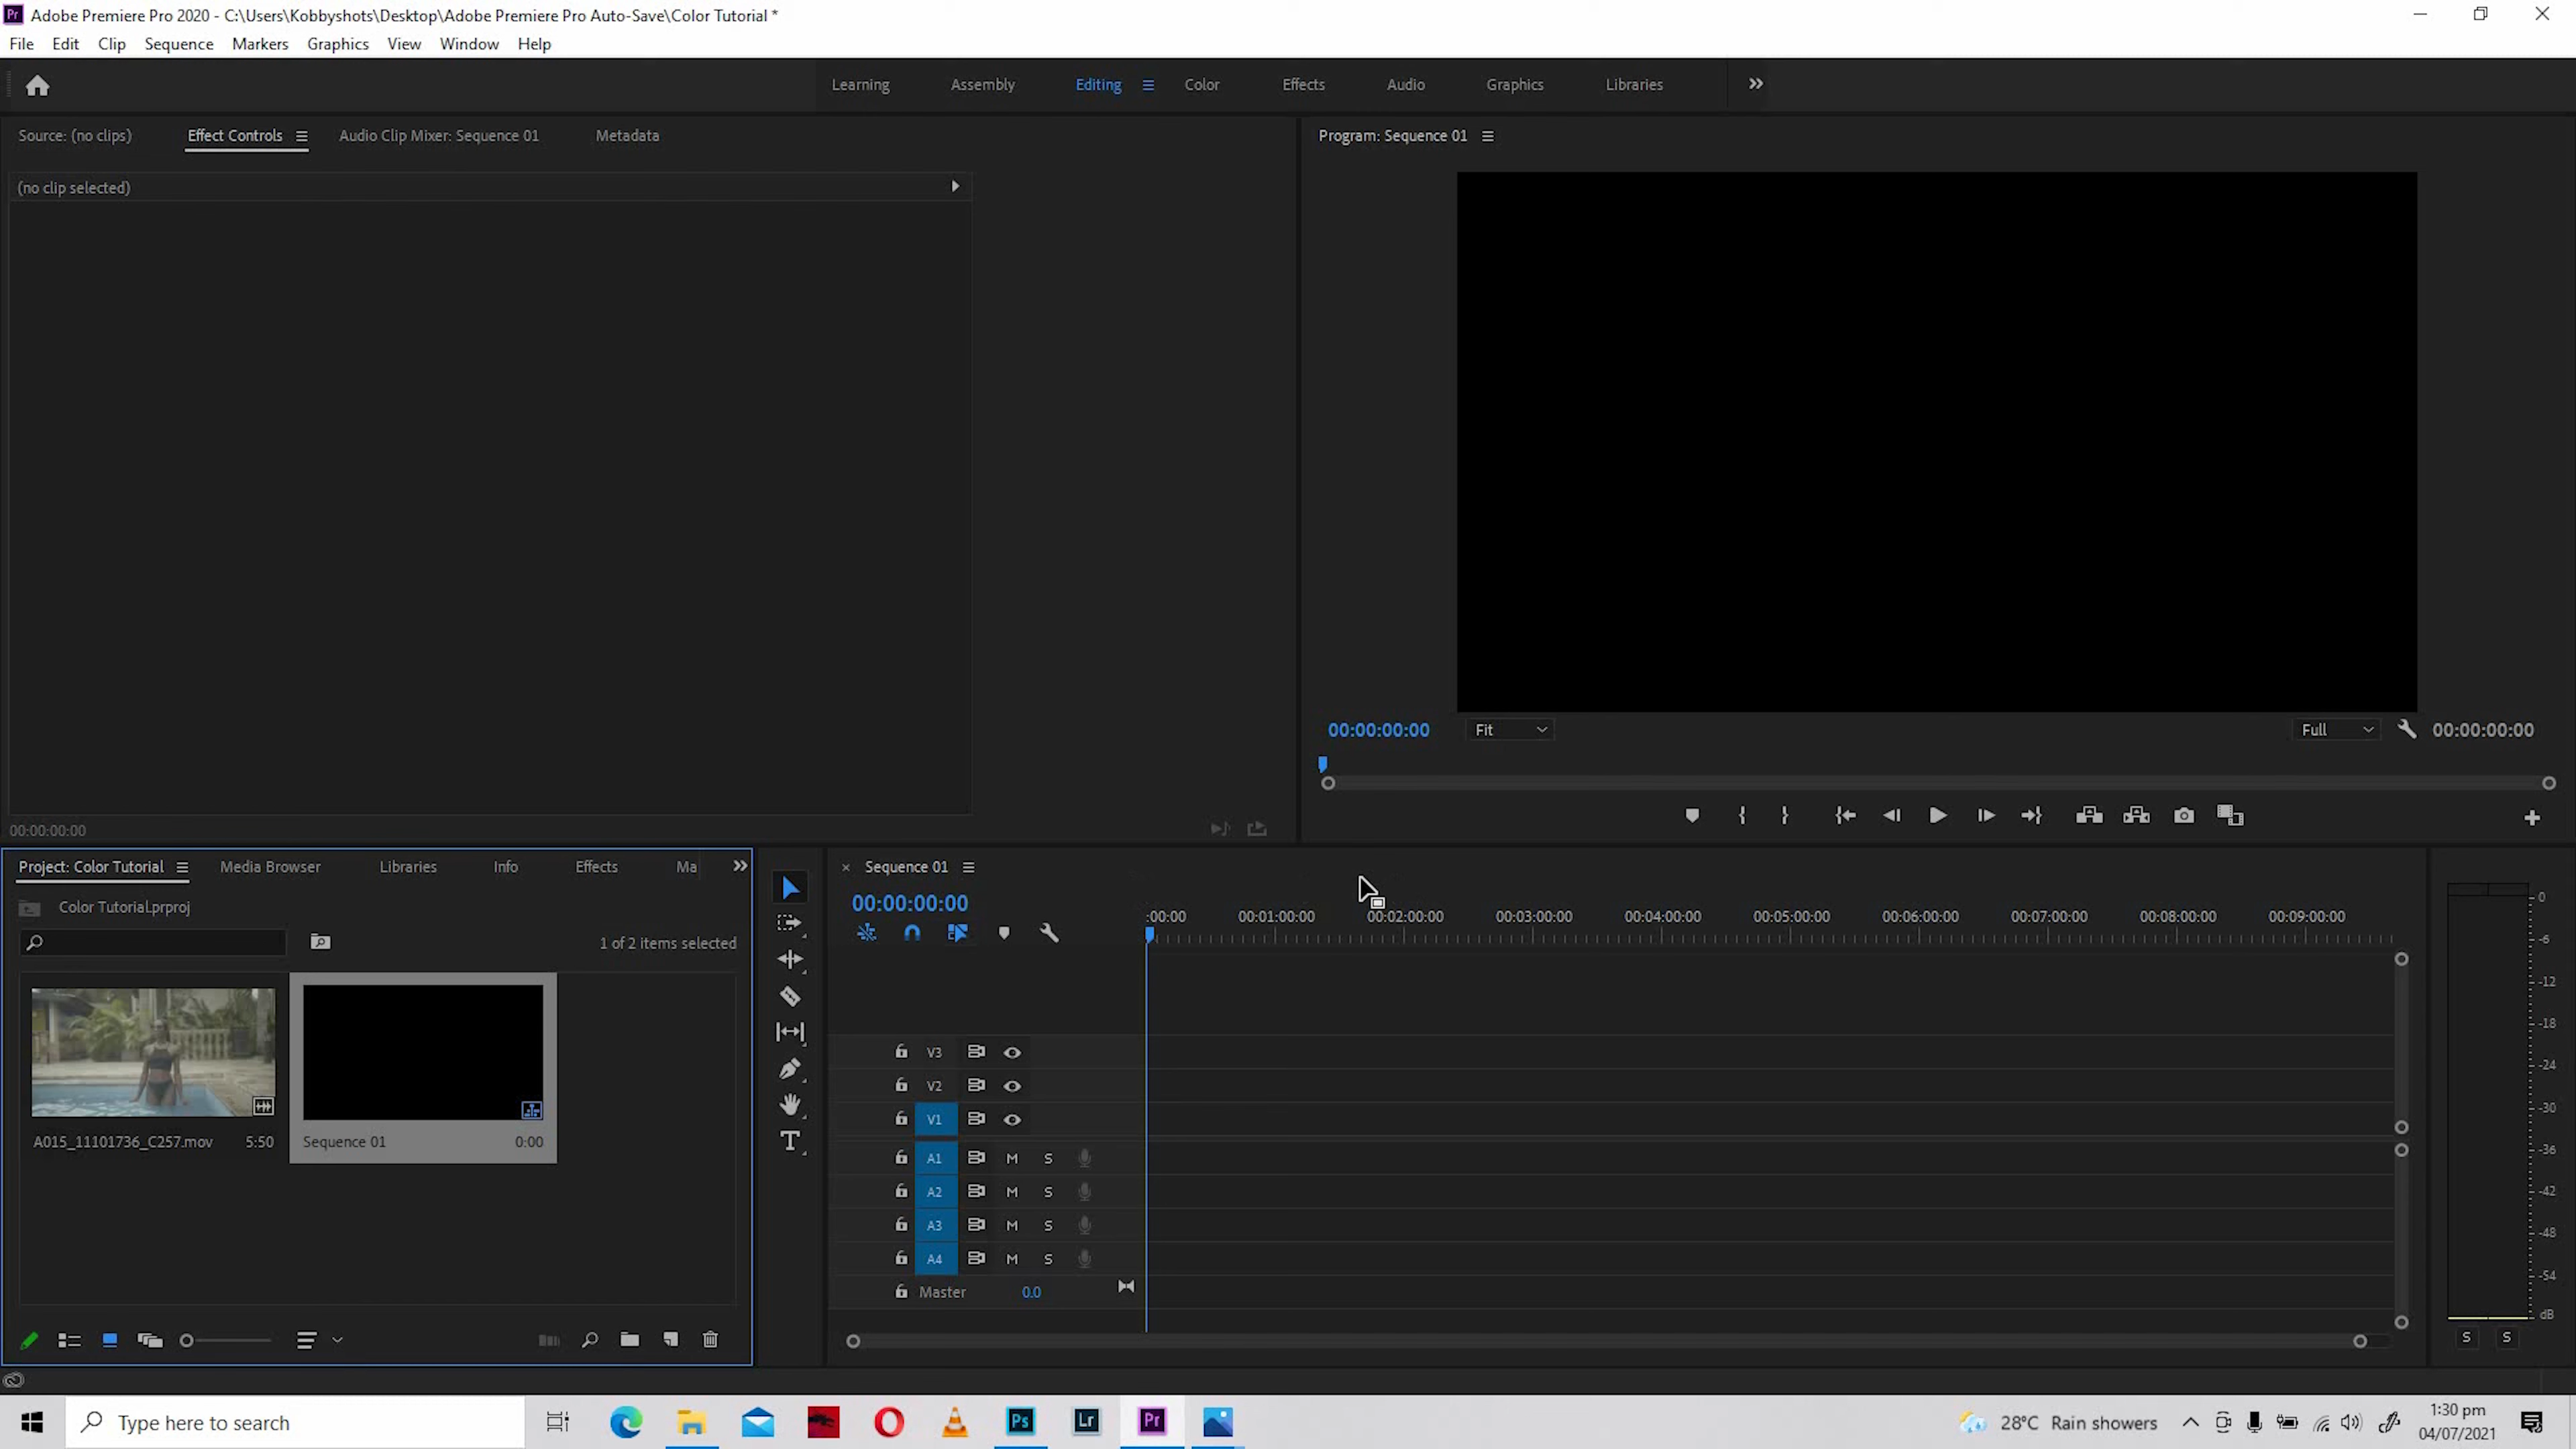 Adobe Premiere Pro 2020 - C:\Users\Kobbyshots\Desktop\Adobe Premiere Pro Auto-Save\Color Tutorial *
File Edit Clip Sequence Markers Graphics View Window Help
Learning Assembly Editing Color Effects Audio Graphics Libraries
Source: (no clips) Effect Controls Audio Clip Mixer: Sequence 01 Metadata
Program: Sequence 01
(no clip selected)
00:00:00:00 Fit Full 00:00:00:00
00:00:00:00
Project: Color Tutorial Media Browser Libraries Info Effects Ma
Color Tutorial.prproj
1 of 2 items selected
A015_11101736_C257.mov 5:50
Sequence 01 0:00
Sequence 01
00:00:00:00
:00:00 00:01:00:00 00:02:00:00 00:03:00:00 00:04:00:00 00:05:00:00 00:06:00:00 00:07:00:00 00:08:00:00 00:09:00:00
V3
V2
V1
A1 M S
A2 M S
A3 M S
A4 M S
Master 0.0
0
-6
-12
-18
-24
-30
-36
-42
-48
-54
dB
S S
Type here to search
Ps Lr Pr
28°C Rain showers
1:30 pm
04/07/2021